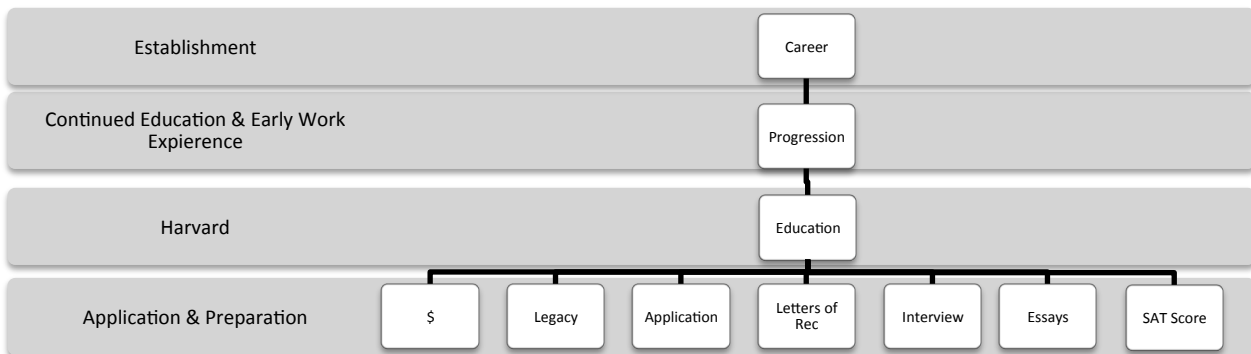 Establishment
Career
Continued Education & Early Work
Expierence
Progression
Harvard
Education
Application & Preparation
$
Legacy
Application
Letters of
Rec
Interview
Essays
SAT Score